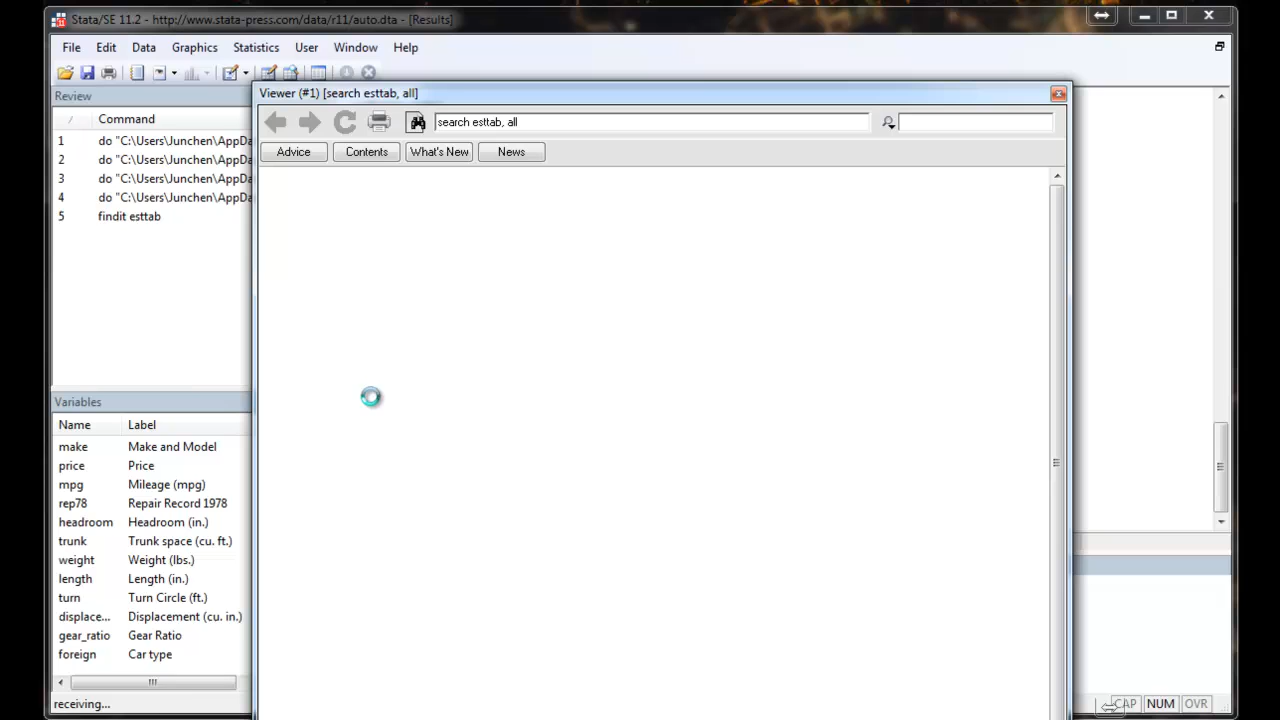 Stata/SE 11.2 - http://www.stata-press.com/data/r11/auto.dta - [Results]
File Edit Data Graphics Statistics User Window Help
Review
Command
1 do "C:\Users\Junchen\AppDa
2 do "C:\Users\Junchen\AppDa
3 do "C:\Users\Junchen\AppDa
4 do "C:\Users\Junchen\AppDa
5 findit esttab
Variables
Name Label
make Make and Model
price Price
mpg Mileage (mpg)
rep78 Repair Record 1978
headroom Headroom (in.)
trunk Trunk space (cu. ft.)
weight Weight (lbs.)
length Length (in.)
turn Turn Circle (ft.)
displace... Displacement (cu. in.)
gear_ratio Gear Ratio
foreign Car type
receiving...
Viewer (#1) [search esttab, all]
search esttab, all
Advice Contents What's New News
CAP NUM OVR